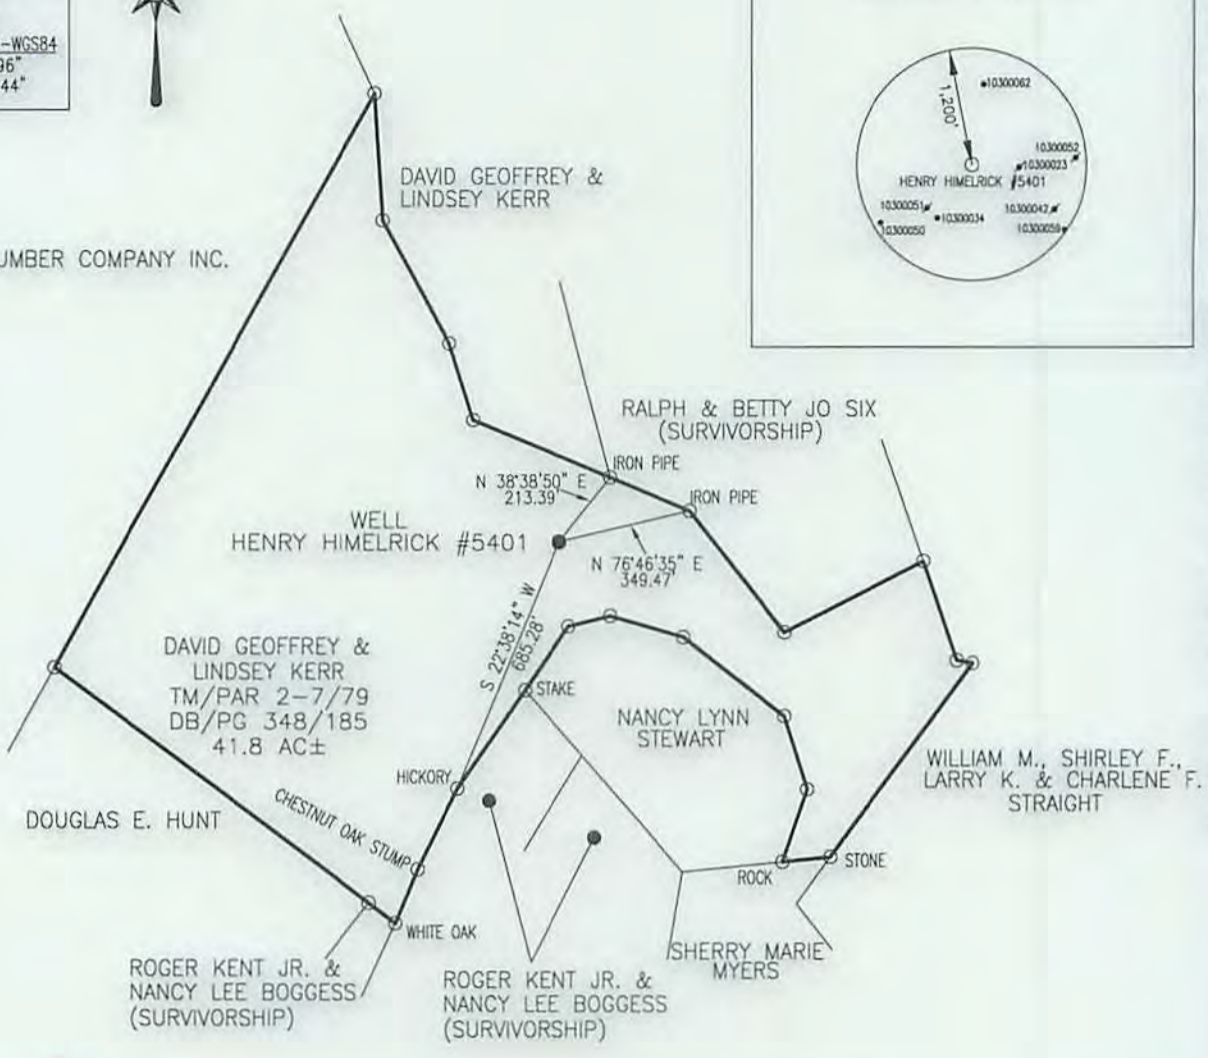 -WGS84
96"
44"
1,200'
10300062
10300052
10300023
HENRY HIMELRICK #5401
10300051
10300034
10300042
10300050
10300059
DAVID GEOFFREY &
LINDSEY KERR
UMBER COMPANY INC.
RALPH & BETTY JO SIX
(SURVIVORSHIP)
IRON PIPE
N 38°38'50" E
213.39'
IRON PIPE
WELL
HENRY HIMELRICK #5401
N 76°46'35" E
349.47'
S 22°38'14" W
685.28'
DAVID GEOFFREY &
LINDSEY KERR
TM/PAR 2-7/79
DB/PG 348/185
41.8 AC±
STAKE
NANCY LYNN
STEWART
WILLIAM M., SHIRLEY F.,
LARRY K. & CHARLENE F.
STRAIGHT
HICKORY
CHESTNUT OAK STUMP
DOUGLAS E. HUNT
STONE
ROCK
WHITE OAK
SHERRY MARIE
MYERS
ROGER KENT JR. &
NANCY LEE BOGGESS
(SURVIVORSHIP)
ROGER KENT JR. &
NANCY LEE BOGGESS
(SURVIVORSHIP)